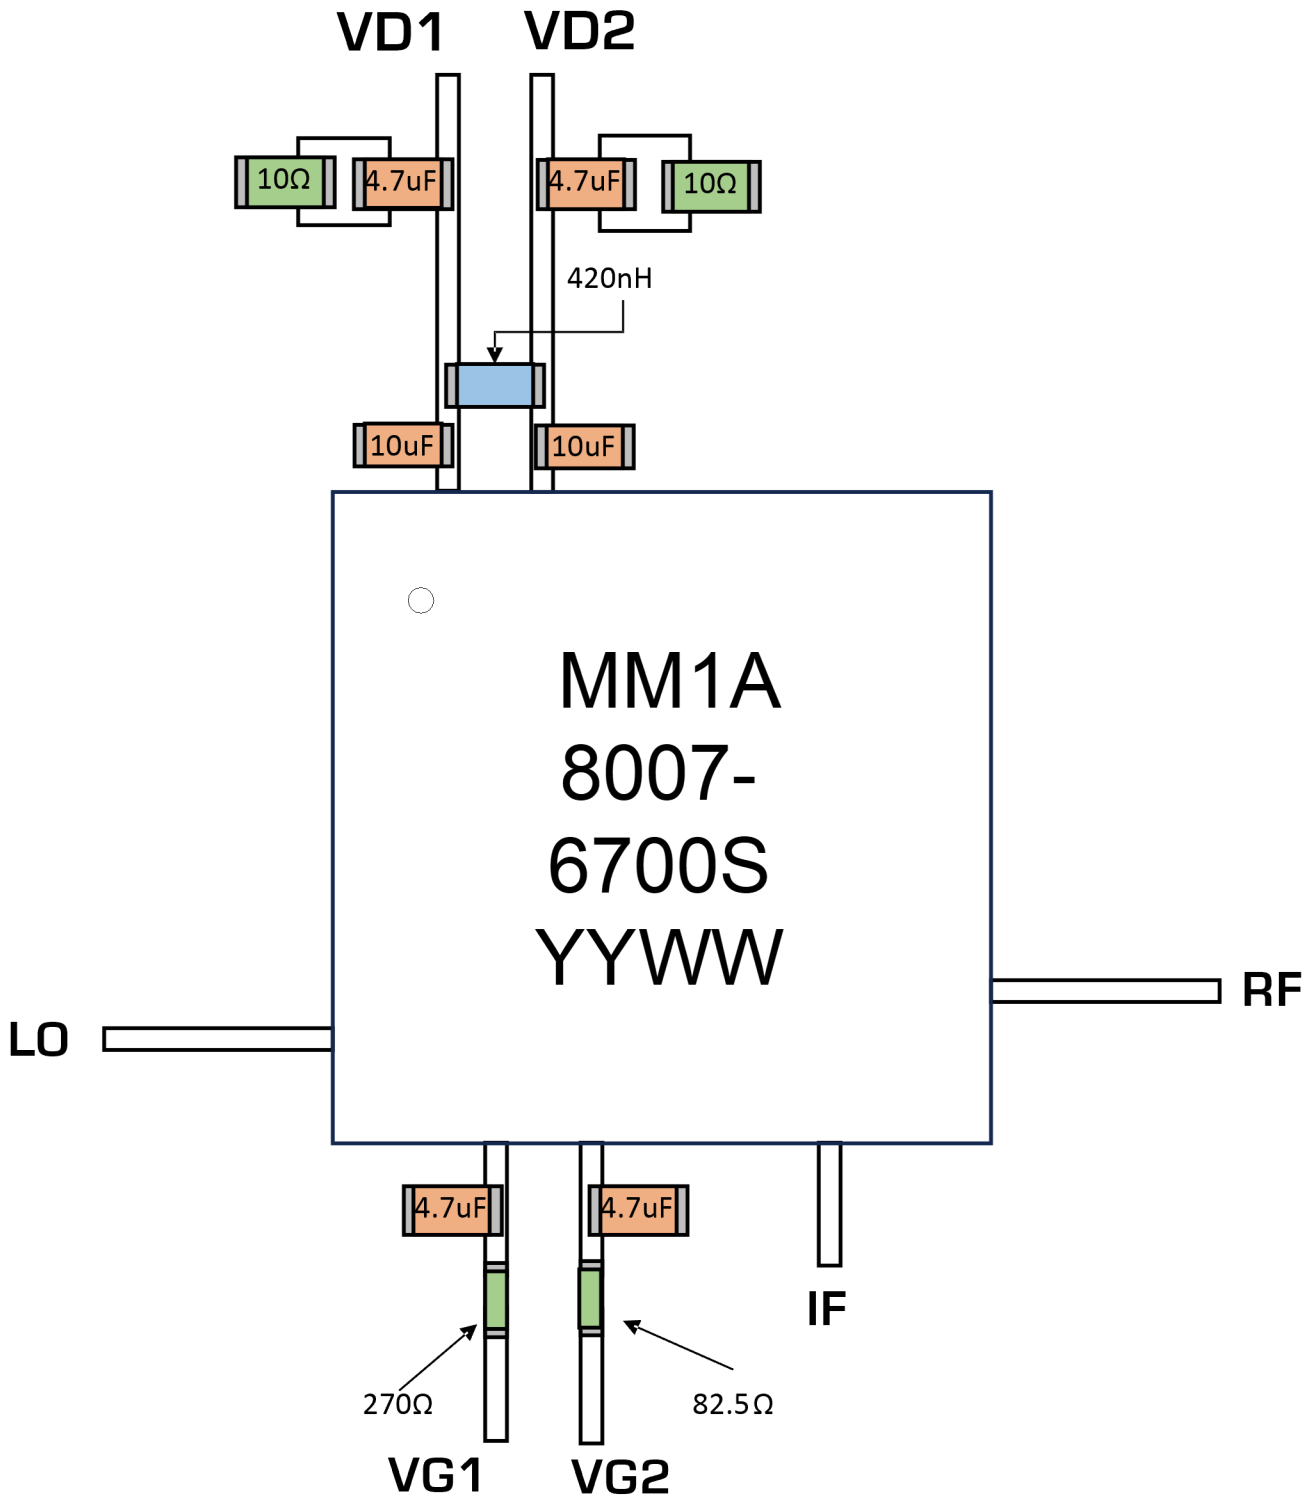 VD1
VD2
10Ω
4.7uF
4.7uF
10Ω
420nH
10uF
10uF
MM1A
8007-
6700S
YYWW
RF
LO
4.7uF
4.7uF
IF
270Ω
82.5Ω
VG1
VG2